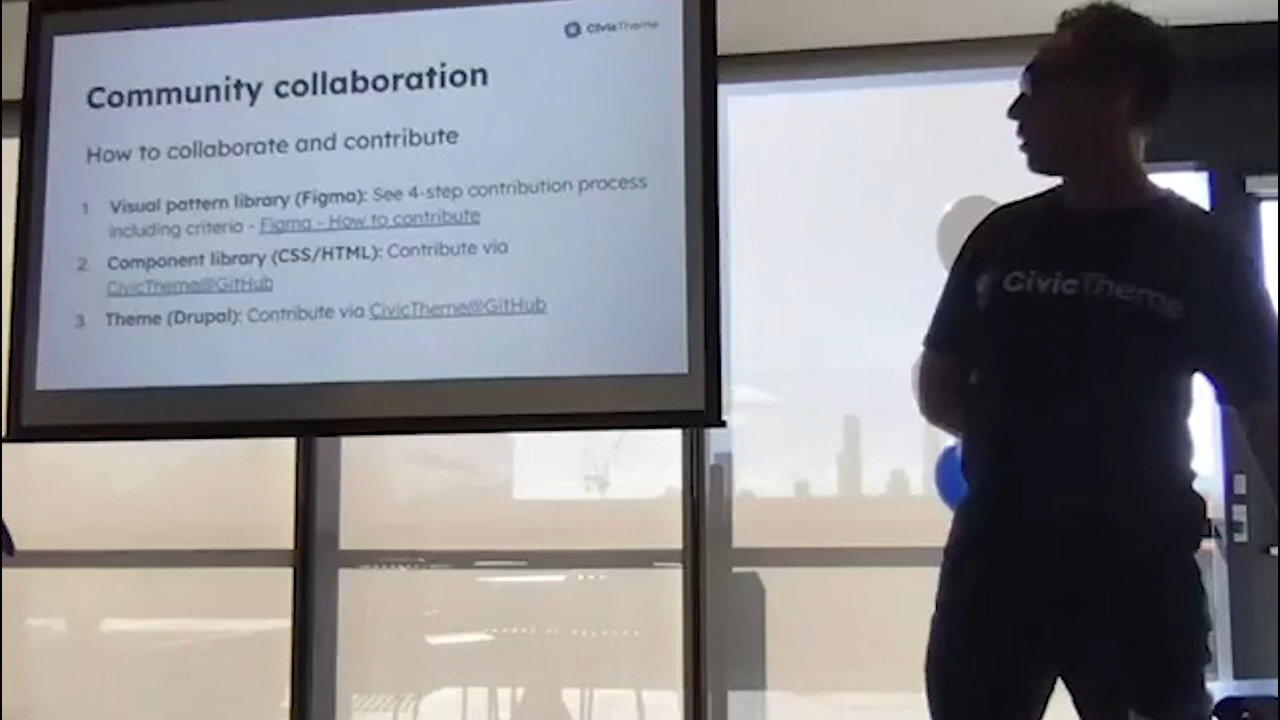 CivicTheme
Community collaboration
How to collaborate and contribute
1. Visual pattern library (Figma): See 4-step contribution process
including criteria - Figma - How to contribute
2. Component library (CSS/HTML): Contribute via
CivicTheme@GitHub
3. Theme (Drupal): Contribute via CivicTheme@GitHub
CivicTheme